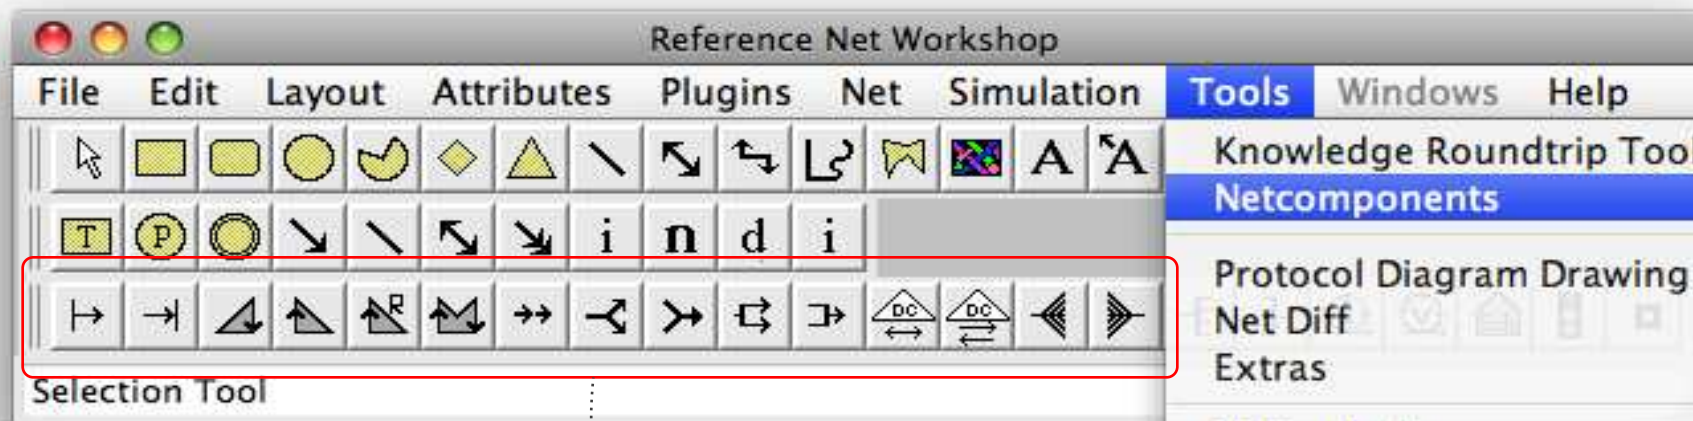 Reference Net Workshop
File Edit Layout Attributes Plugins Net Simulation Tools Windows Help
A A
Knowledge Roundtrip Tool
Netcomponents
T P i n d i
Protocol Diagram Drawing
R DC DC
Net Diff
Extras
Selection Tool